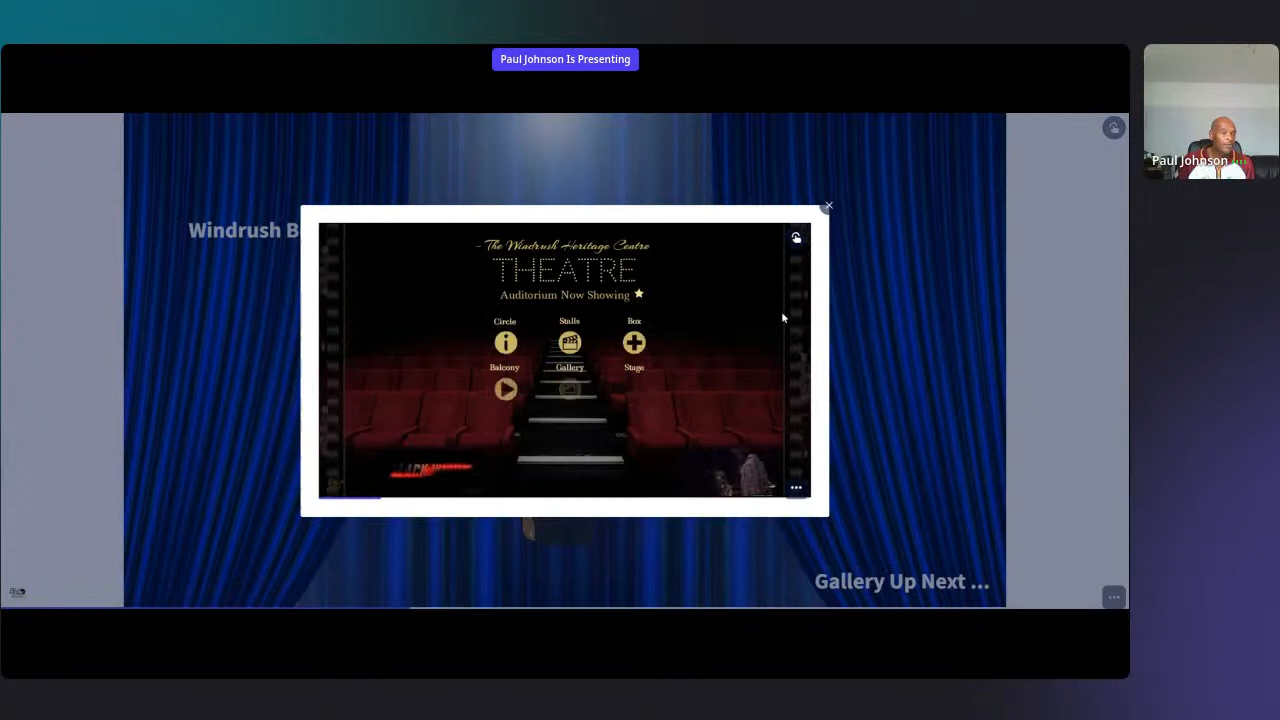 Paul Johnson Is Presenting
Paul Johnson
Windrush B
- The Windrush Heritage Centre
THEATRE
Auditorium Now Showing
Circle Stalls Box
Balcony Gallery Stage
Gallery Up Next ...